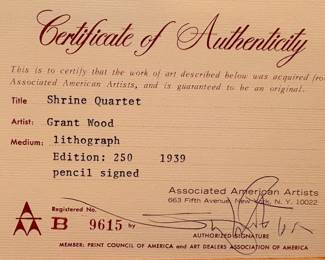 Certificate of Authenticity
This is to certify that the work of art described below was acquired fro
Associated American Artists, and is guaranteed to be an original.
Title Shrine Quartet
Artist: Grant Wood
Medium: lithograph
Edition: 250 1939
pencil signed
Associated American Artists
663 Fifth Avenue, New York, N. Y. 10022
Registered No.
B 9615 by
AUTHORIZED SIGNATURE
MEMBER: PRINT COUNCIL OF AMERICA and ART DEALERS ASSOCIATION OF AMERICA